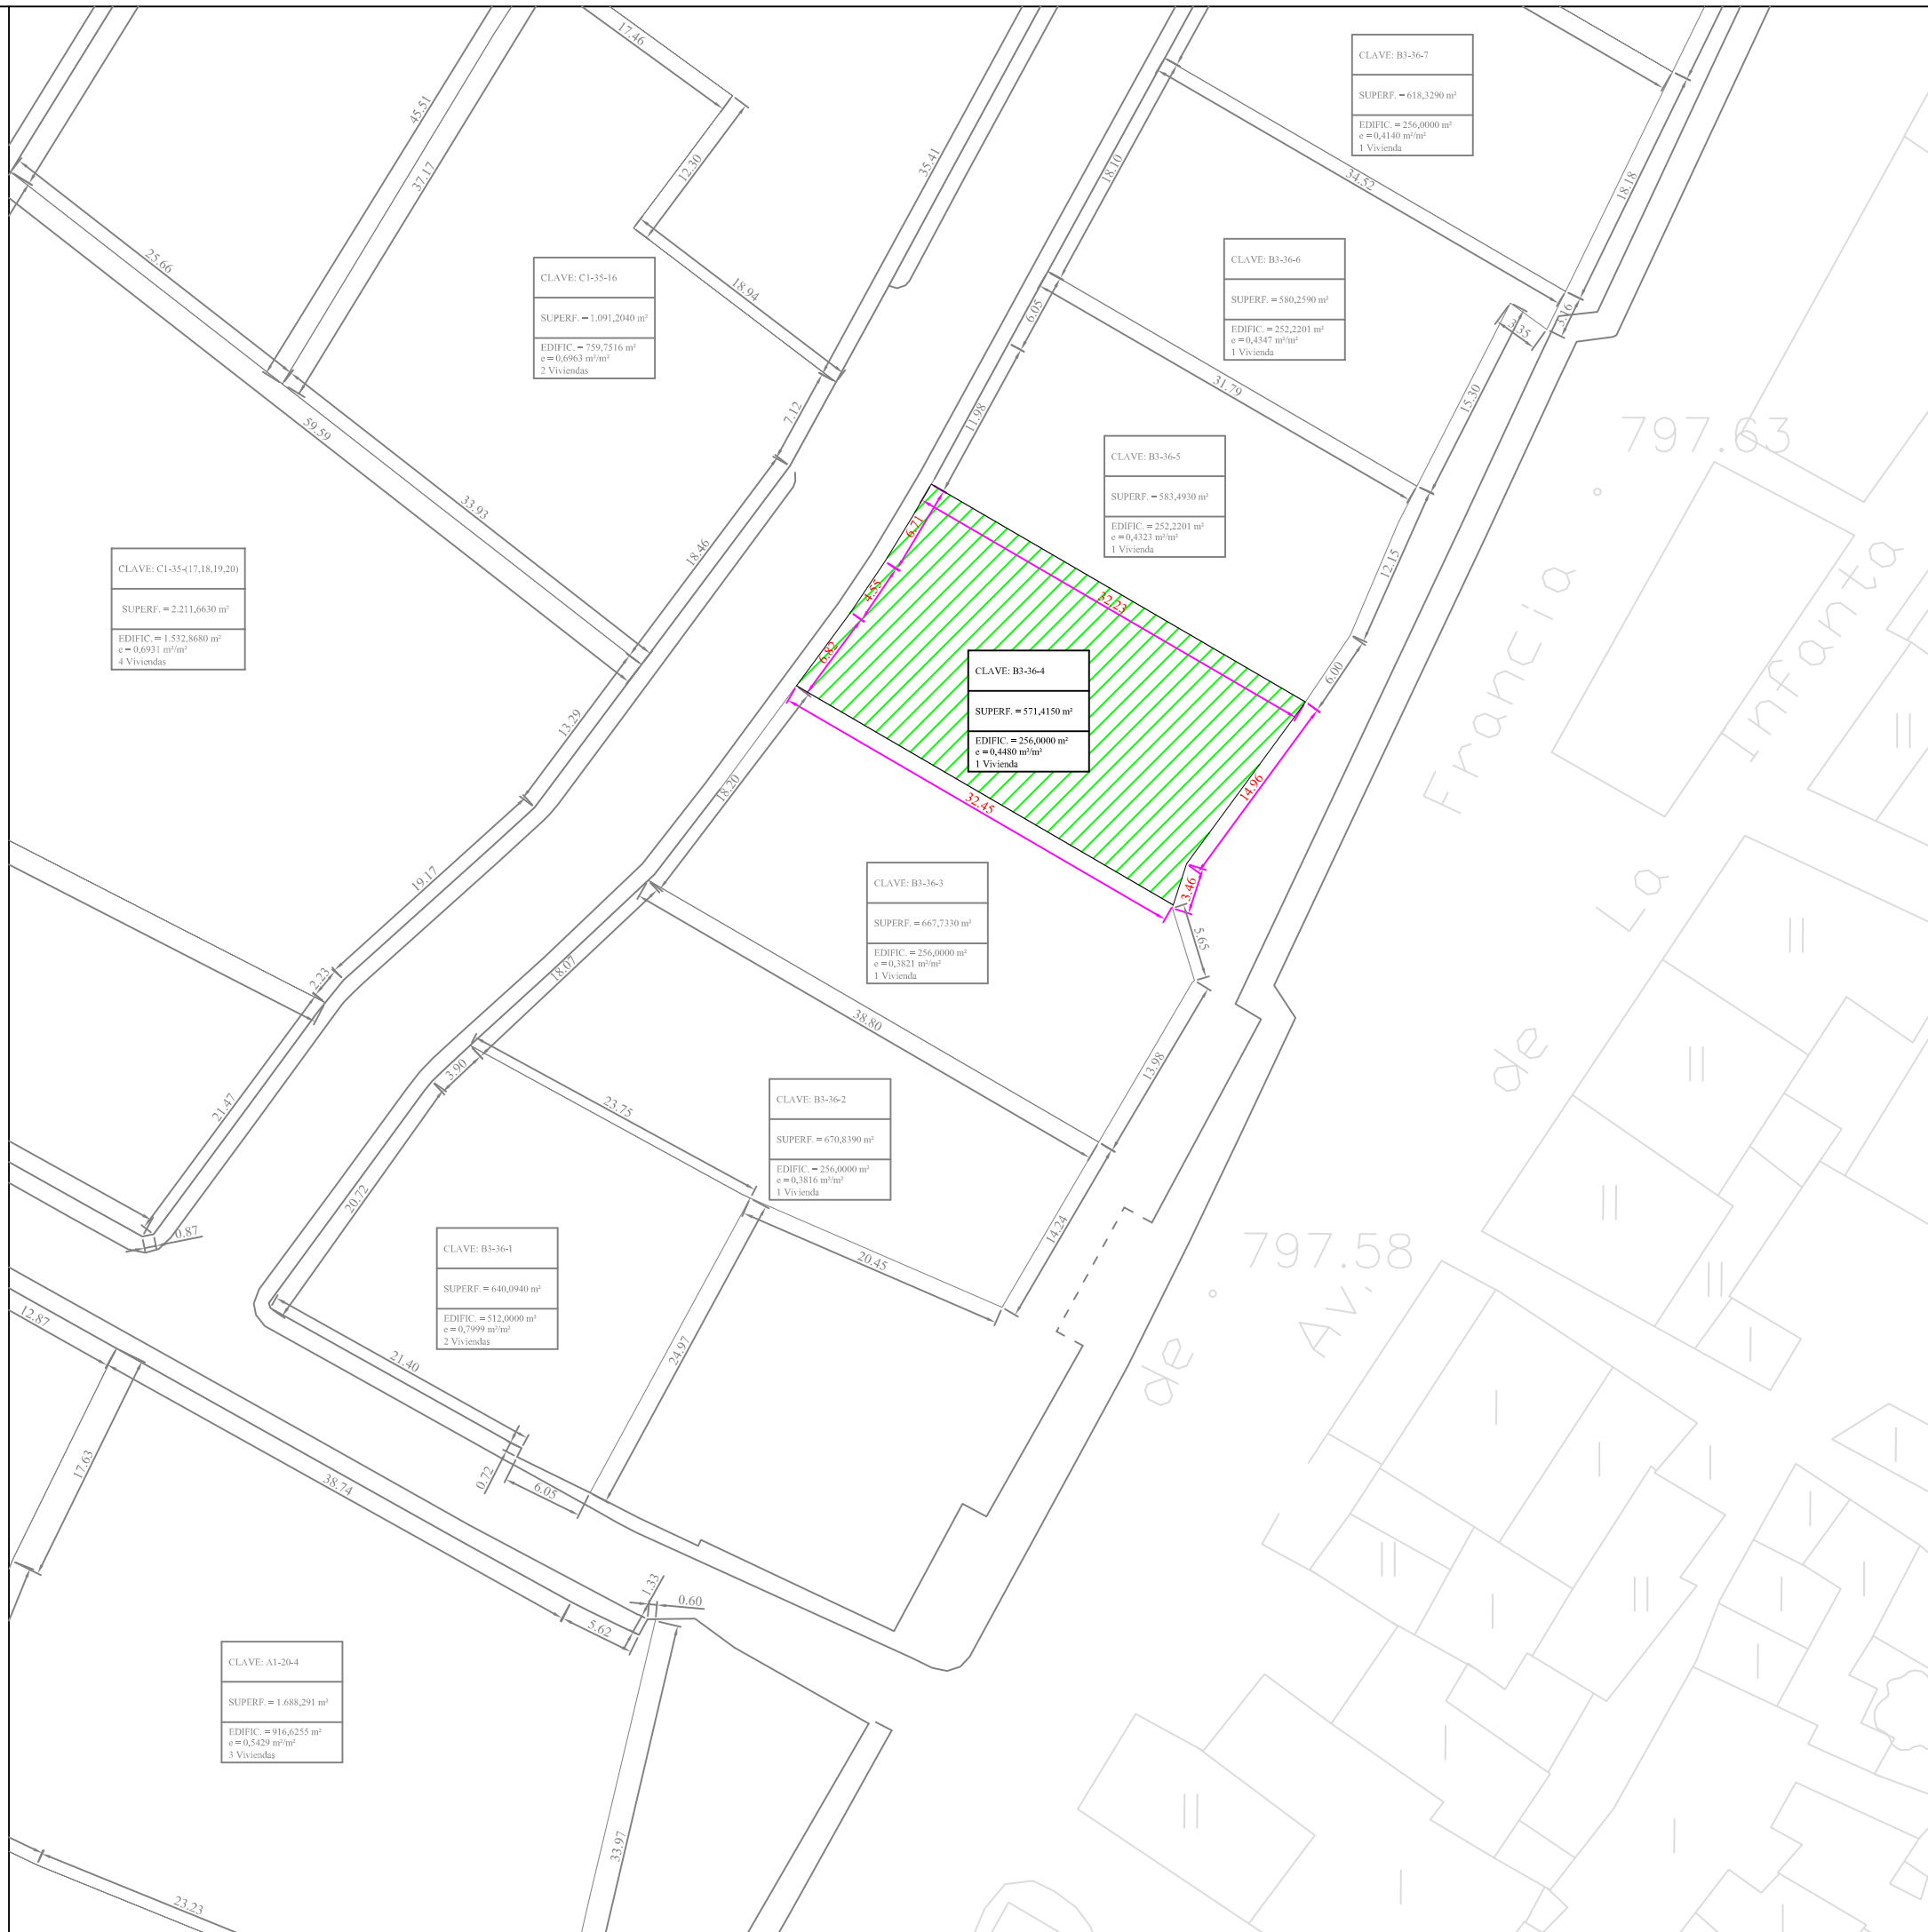 17.46
CLAVE: B3-36-7
SUPERF. = 618,3290 m²
EDIFIC. = 256,0000 m²
e = 0,4140 m²/m²
1 Vivienda
45.51
37.17
12.30
35.41
18.10
34.52
18.18
25.66
CLAVE: C1-35-16
SUPERF. = 1.091,2040 m²
EDIFIC. = 759,7516 m²
e = 0,6963 m²/m²
2 Viviendas
18.94
6.05
CLAVE: B3-36-6
SUPERF. = 580,2590 m²
EDIFIC. = 252,2201 m²
e = 0,4347 m²/m²
1 Vivienda
3.16
3.35
59.59
7.12
11.98
31.79
15.30
797.63
33.93
18.46
6.71
CLAVE: B3-36-5
SUPERF. = 583,4930 m²
EDIFIC. = 252,2201 m²
e = 0,4323 m²/m²
1 Vivienda
12.15
CLAVE: C1-35-(17,18,19,20)
SUPERF. = 2.211,6630 m²
EDIFIC. = 1.532,8680 m²
e = 0,6931 m²/m²
4 Viviendas
4.55
32.23
6.82
6.00
CLAVE: B3-36-4
SUPERF. = 571,4150 m²
EDIFIC. = 256,0000 m²
e = 0,4480 m²/m²
1 Vivienda
13.29
18.20
32.45
14.96
3.46
19.17
CLAVE: B3-36-3
SUPERF. = 667,7330 m²
EDIFIC. = 256,0000 m²
e = 0,3821 m²/m²
1 Vivienda
5.65
2.23
18.07
38.80
13.98
21.47
3.90
23.75
CLAVE: B3-36-2
SUPERF. = 670,8390 m²
EDIFIC. = 256,0000 m²
e = 0,3816 m²/m²
1 Vivienda
20.72
0.87
14.24
20.45
797.58
CLAVE: B3-36-1
SUPERF. = 640,0940 m²
EDIFIC. = 512,0000 m²
e = 0,7999 m²/m²
2 Viviendas
12.87
21.40
24.97
17.63
38.74
0.72
6.05
1.33
0.60
5.62
CLAVE: A1-20-4
SUPERF. = 1.688,291 m²
EDIFIC. = 916,6255 m²
e = 0,5429 m²/m²
3 Viviendas
33.97
23.23
Av. de La Infanta
de Francia